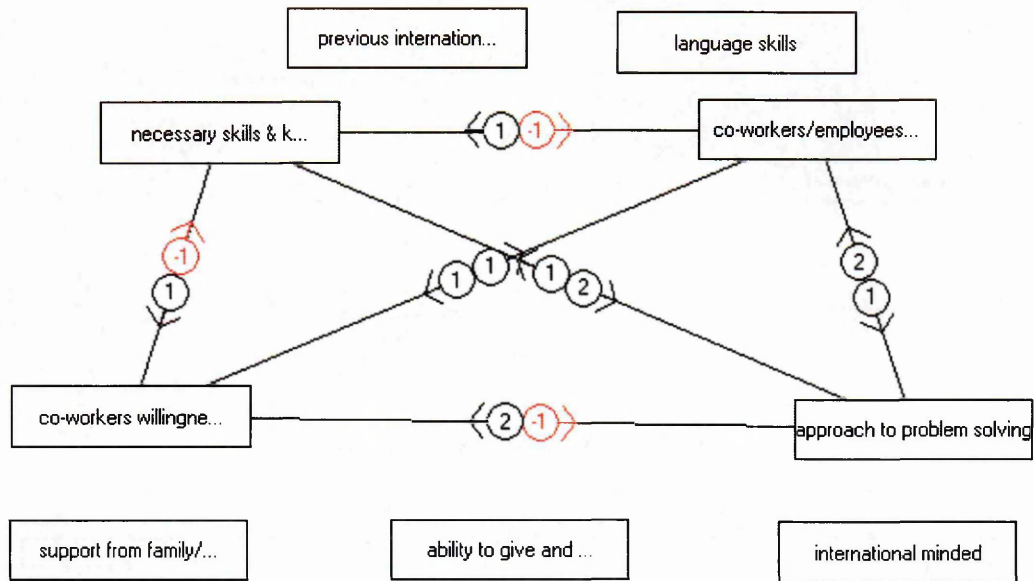 previous internation...
language skills
necessary skills & k...
1 -1
co-workers/employees...
-1
1
1 1
1 2
2
1
co-workers willingne...
2 -1
approach to problem solving
support from family/...
ability to give and ...
international minded